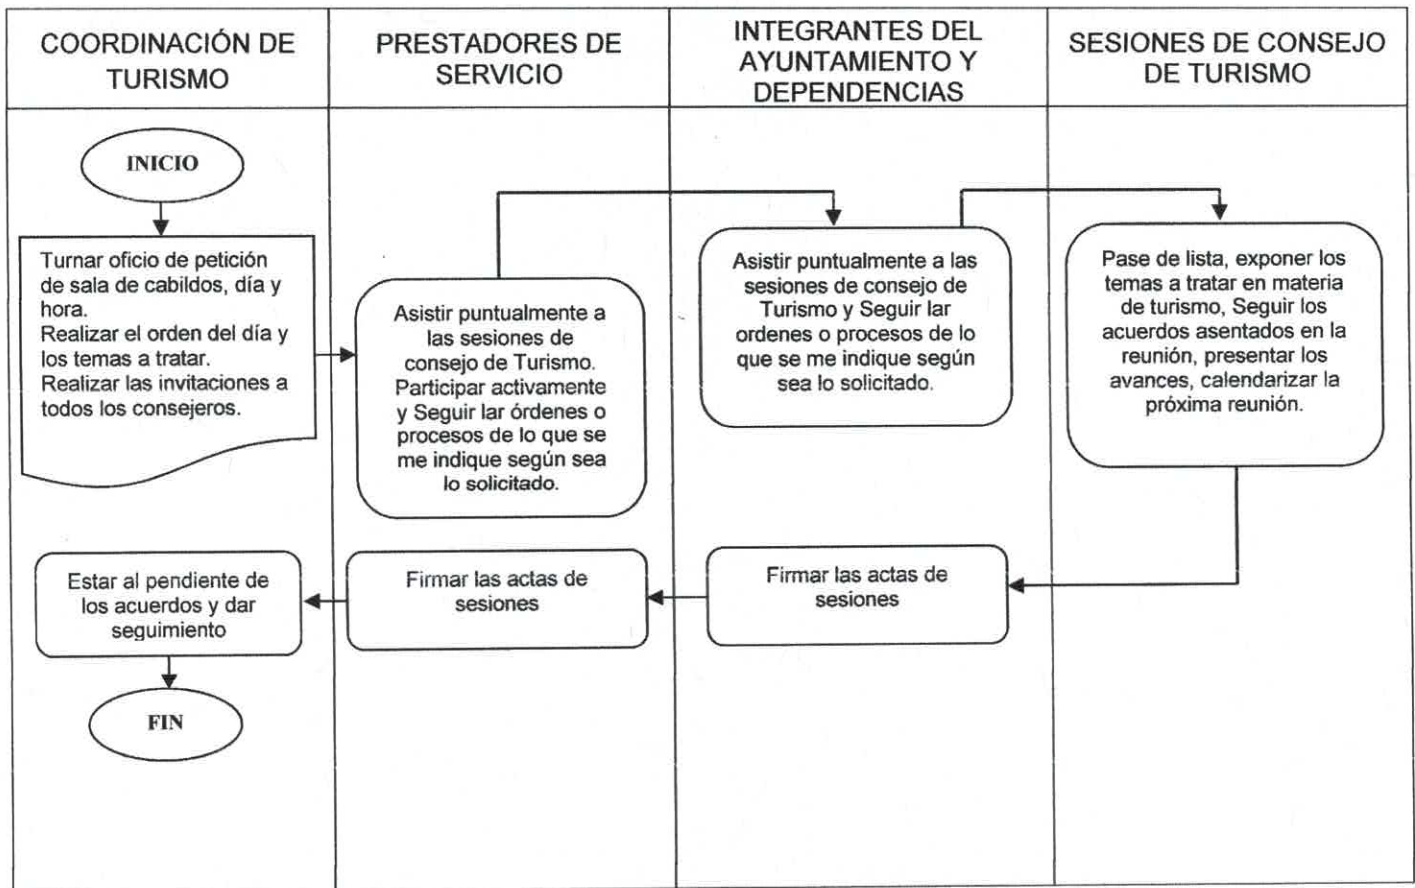 COORDINACIÓN DE
TURISMO
PRESTADORES DE
SERVICIO
INTEGRANTES DEL
AYUNTAMIENTO Y
DEPENDENCIAS
SESIONES DE CONSEJO
DE TURISMO
INICIO
Turnar oficio de petición
de sala de cabildos, día y
hora.
Realizar el orden del día y
los temas a tratar.
Realizar las invitaciones a
todos los consejeros.
Asistir puntualmente a
las sesiones de
consejo de Turismo.
Participar activamente
y Seguir lar órdenes o
procesos de lo que se
me indique según sea
lo solicitado.
Asistir puntualmente a las
sesiones de consejo de
Turismo y Seguir lar
ordenes o procesos de lo
que se me indique según
sea lo solicitado.
Pase de lista, exponer los
temas a tratar en materia
de turismo, Seguir los
acuerdos asentados en la
reunión, presentar los
avances, calendarizar la
próxima reunión.
Estar al pendiente de
los acuerdos y dar
seguimiento
Firmar las actas de
sesiones
Firmar las actas de
sesiones
FIN